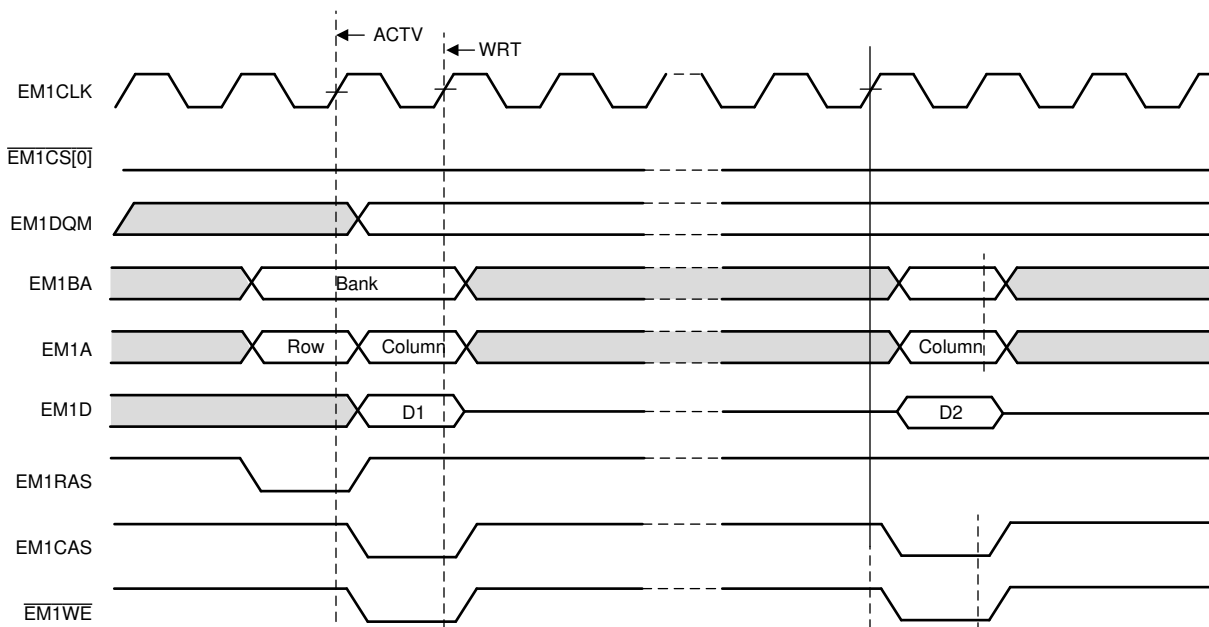 ACTV
WRT
EM1CLK
EM1CS[0]
EM1DQM
EM1BA
Bank
EM1A
Row
Column
Column
EM1D
D1
D2
EM1RAS
EM1CAS
EM1WE